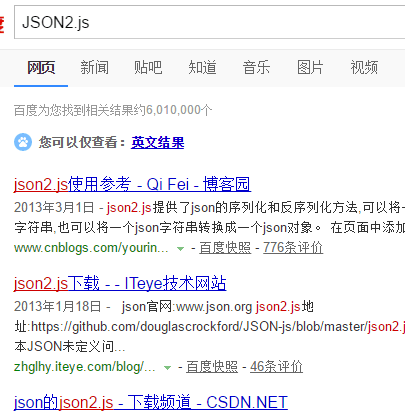 JSON2.js
网页 新闻 贴吧 知道 音乐 图片 视频
百度为您找到相关结果约6,010,000个
您可以仅查看：英文结果
json2.js使用参考 - Qi Fei - 博客园
2013年3月1日 - json2.js提供了json的序列化和反序列化方法,可以将一
字符串,也可以将一个json字符串转换成一个json对象。 在页面中添加
www.cnblogs.com/yourin... - 百度快照 - 776条评价
json2.js下载 - - ITeye技术网站
2013年1月18日 - json官网:www.json.org json2.js地
址:https://github.com/douglascrockford/JSON-js/blob/master/json2.j
本JSON未定义问...
zhglhy.iteye.com/blog/... - 百度快照 - 46条评价
json的json2.js - 下载频道 - CSDN.NET